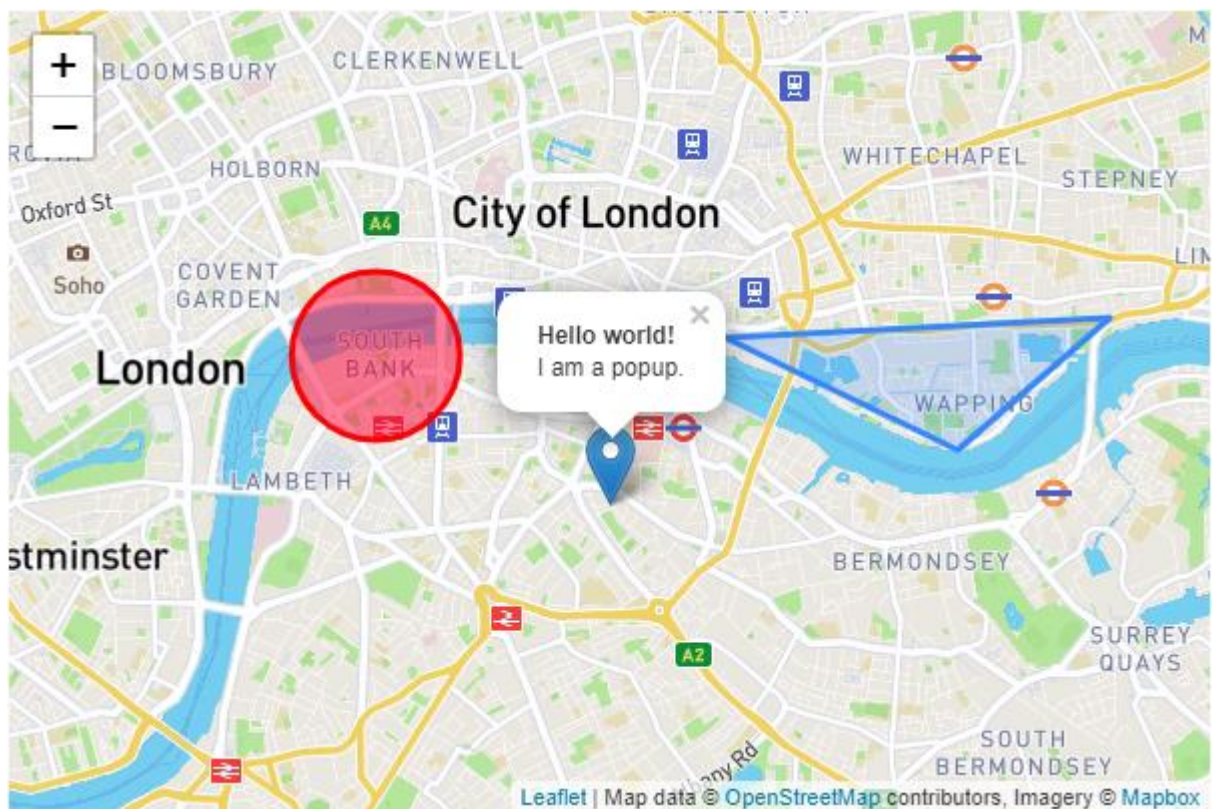 +
−
BLOOMSBURY
CLERKENWELL
M
HOLBORN
WHITECHAPEL
STEPNEY
Oxford St
A4
City of London
Soho
COVENT
GARDEN
LIM
SOUTH
BANK
Hello world!
I am a popup.
×
London
WAPPING
LAMBETH
stminster
BERMONDSEY
SURREY
QUAYS
A2
SOUTH
BERMONDSEY
Leaflet | Map data © OpenStreetMap contributors, Imagery © Mapbox